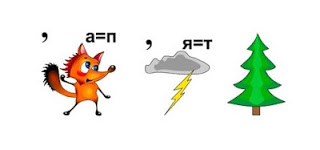 , а=п , я=т